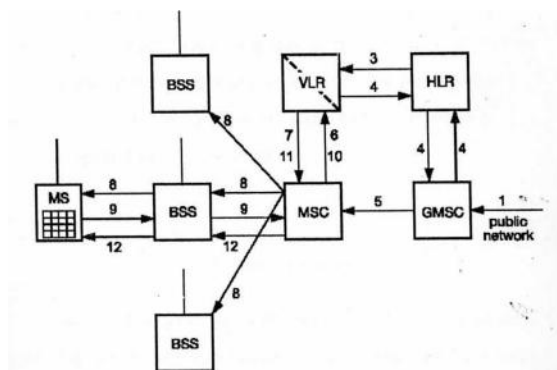 BSS
VLR
3
HLR
4
8
7
6
4
4
11
10
MS
8
8
9
BSS
9
MSC
5
GMSC
1
12
12
public
network
8
BSS